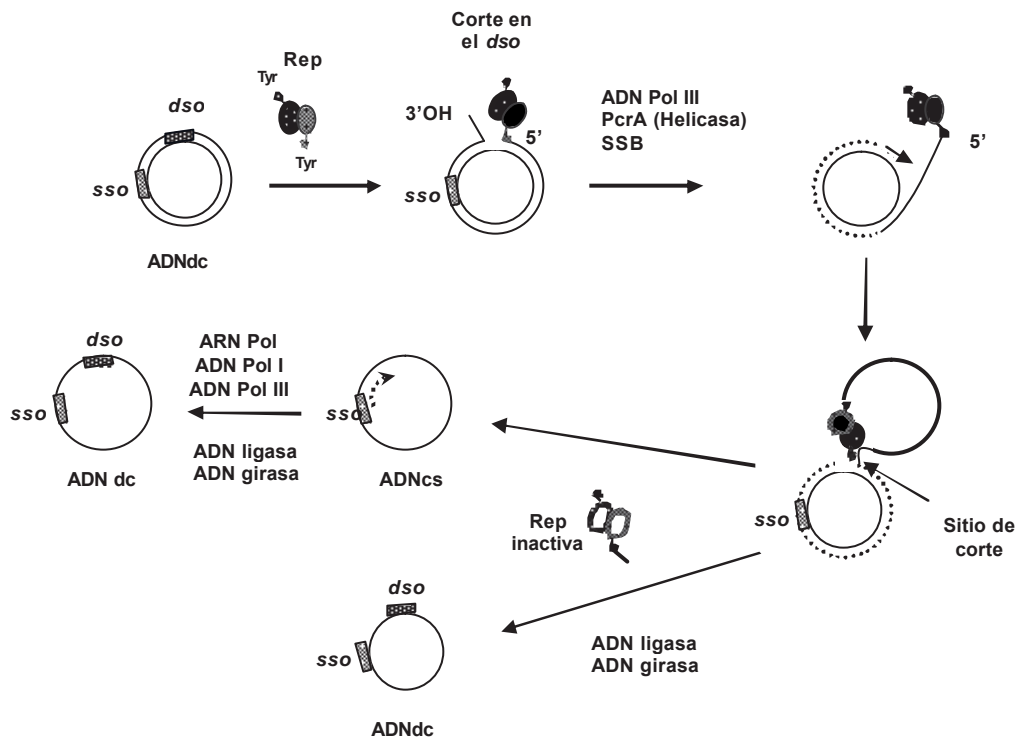 Corte en
el dso
Rep
Tyr
dso
3'OH
ADN Pol III
PcrA (Helicasa)
SSB
5'
5'
Tyr
sso
sso
ADNdc
dso
ARN Pol
ADN Pol I
ADN Pol III
sso
sso
ADN ligasa
ADN girasa
ADN dc
ADNcs
sso
Rep
inactiva
Sitio de
corte
dso
sso
ADN ligasa
ADN girasa
ADNdc